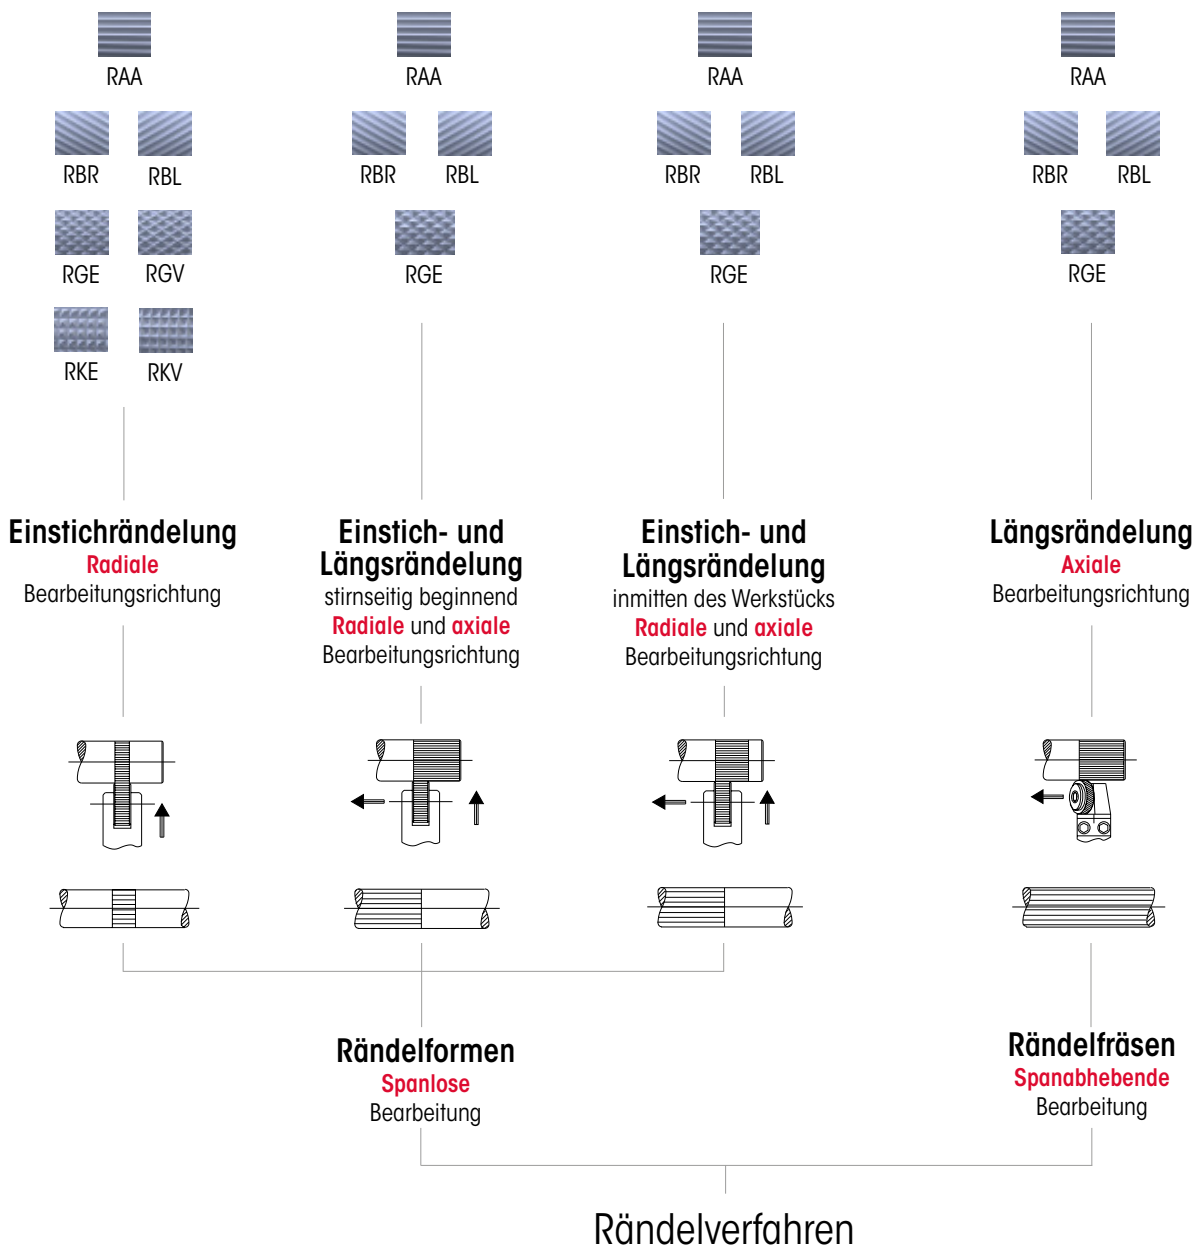 RAA
RAA
RAA
RAA
RBR RBL
RBR RBL
RBR RBL
RBR RBL
RGE RGV
RGE
RGE
RGE
RKE RKV
Einstichrändelung
Radiale
Bearbeitungsrichtung
Einstich- und
Längsrändelung
stirnseitig beginnend
Radiale und axiale
Bearbeitungsrichtung
Einstich- und
Längsrändelung
inmitten des Werkstücks
Radiale und axiale
Bearbeitungsrichtung
Längsrändelung
Axiale
Bearbeitungsrichtung
Rändelformen
Spanlose
Bearbeitung
Rändelfräsen
Spanabhebende
Bearbeitung
Rändelverfahren